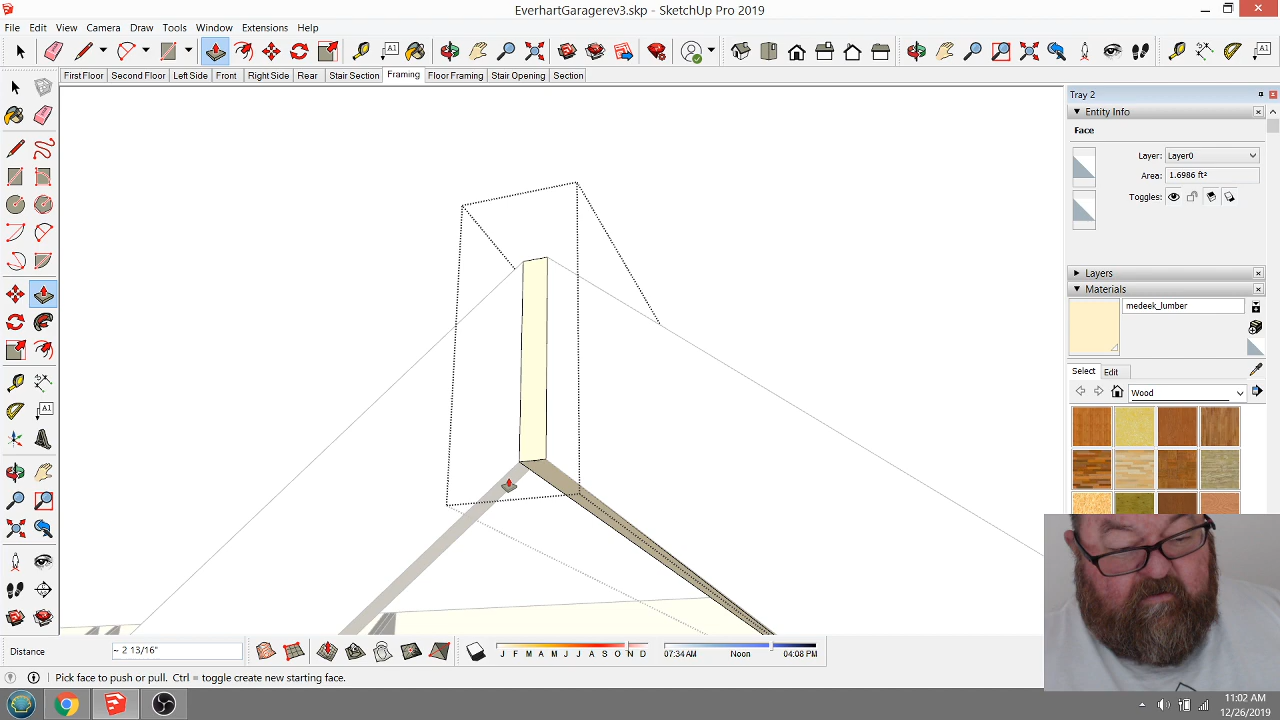 EverhartGaragerev3.skp - SketchUp Pro 2019
File Edit View Camera Draw Tools Window Extensions Help
A1 A1
First Floor Second Floor Left Side Front Right Side Rear Stair Section Framing Floor Framing Stair Opening Section
Tray 2
Entity Info
Face
Layer: Layer0
Area: 1.6986 ft²
Toggles:
Layers
Materials
medeek_lumber
Select Edit
Wood
A1
Distance ~ 2 13/16"
J F M A M J J A S O N D
07:34 AM Noon 04:08 PM
Pick face to push or pull. Ctrl = toggle create new starting face.
11:02 AM
12/26/2019